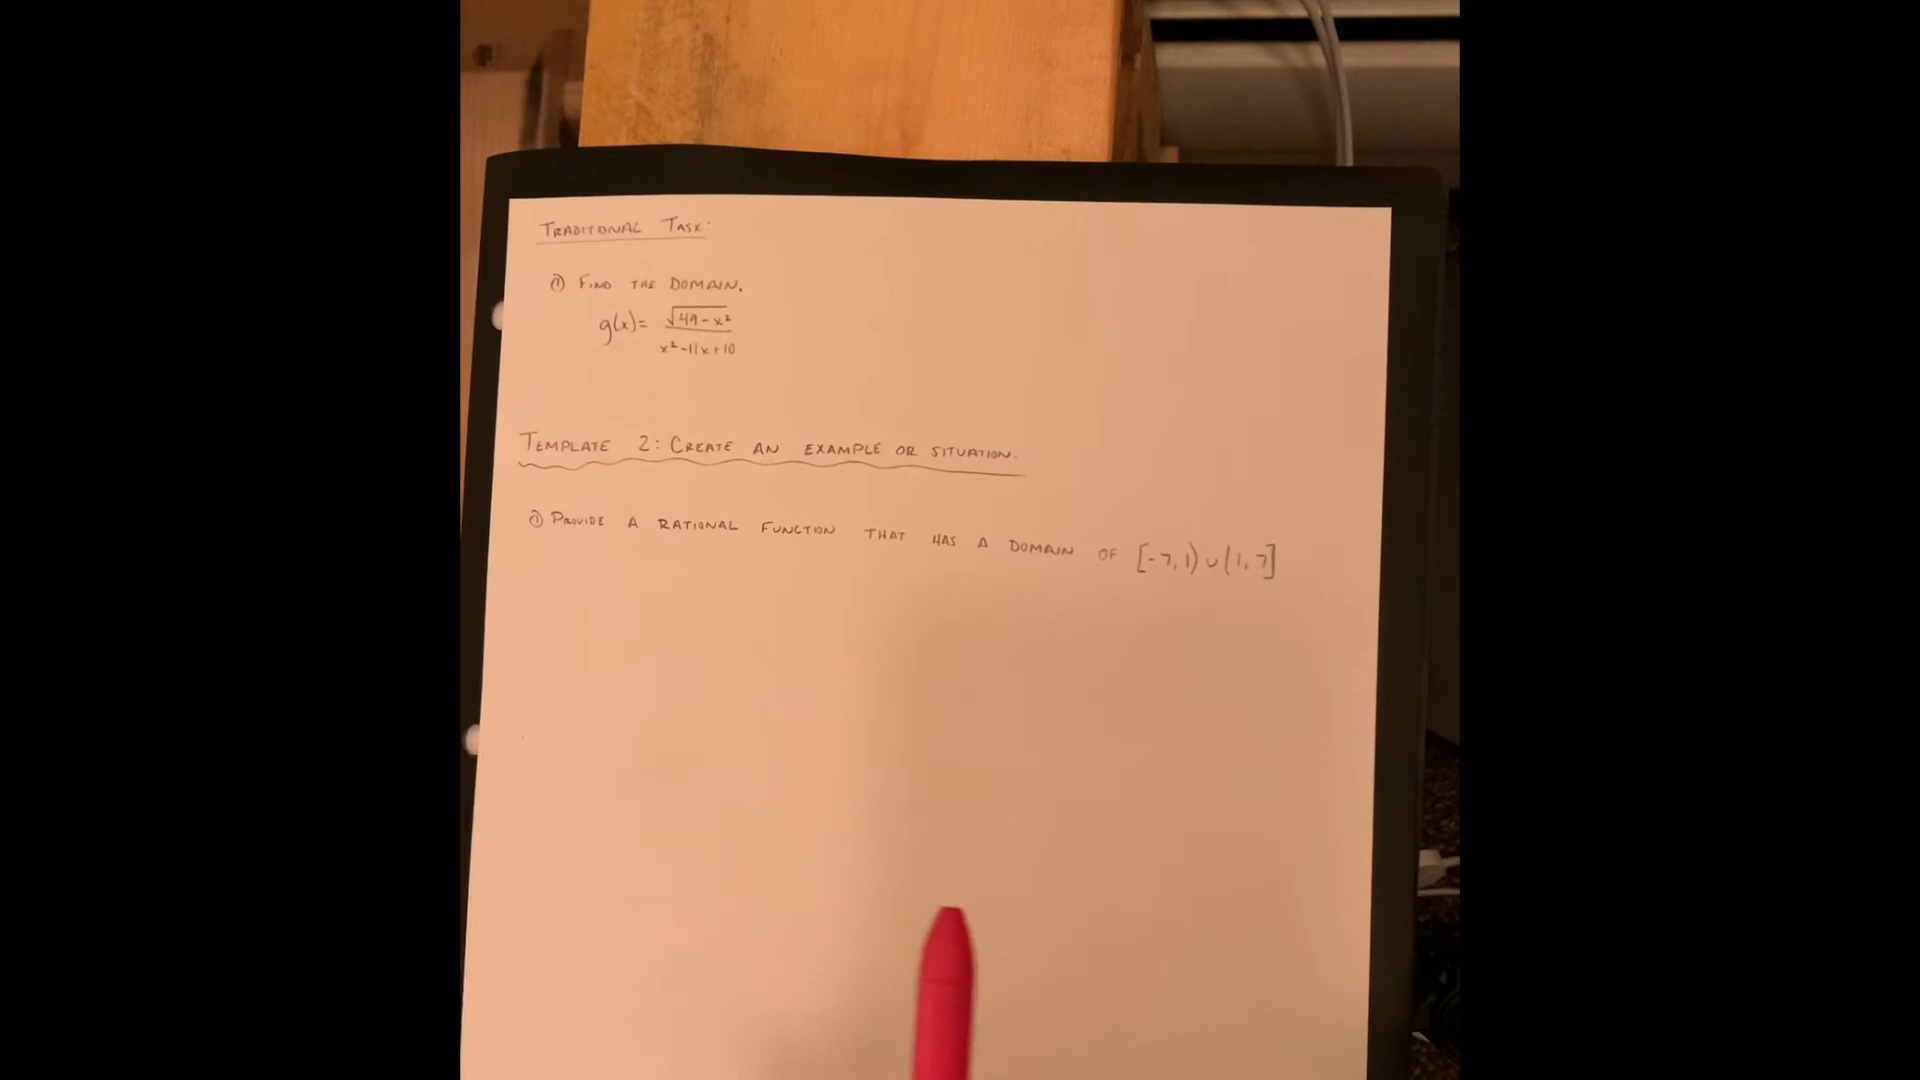 TRADITIONAL TASK:
① FIND THE DOMAIN.
g(x)= √49-x²
x²-11x+10
TEMPLATE 2: CREATE AN EXAMPLE OR SITUATION.
① PROVIDE A RATIONAL FUNCTION THAT HAS A DOMAIN OF [-7,1)∪(1,7]